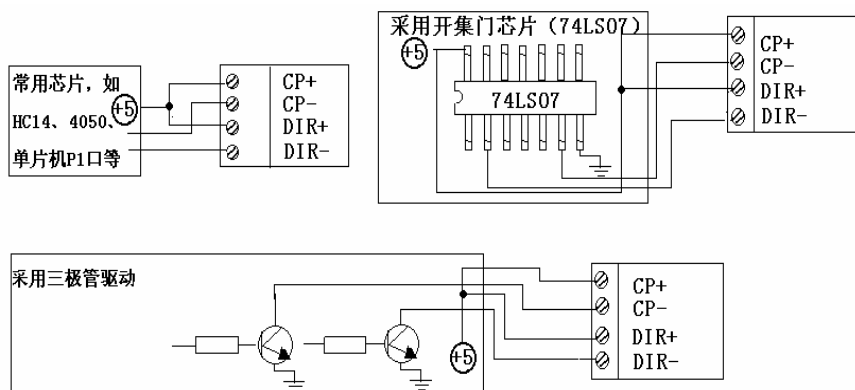 常用芯片，如
HC14、4050、
单片机P1口等
+5
CP+
CP-
DIR+
DIR-
采用开集门芯片（74LS07）
+5
74LS07
CP+
CP-
DIR+
DIR-
采用三极管驱动
+5
CP+
CP-
DIR+
DIR-